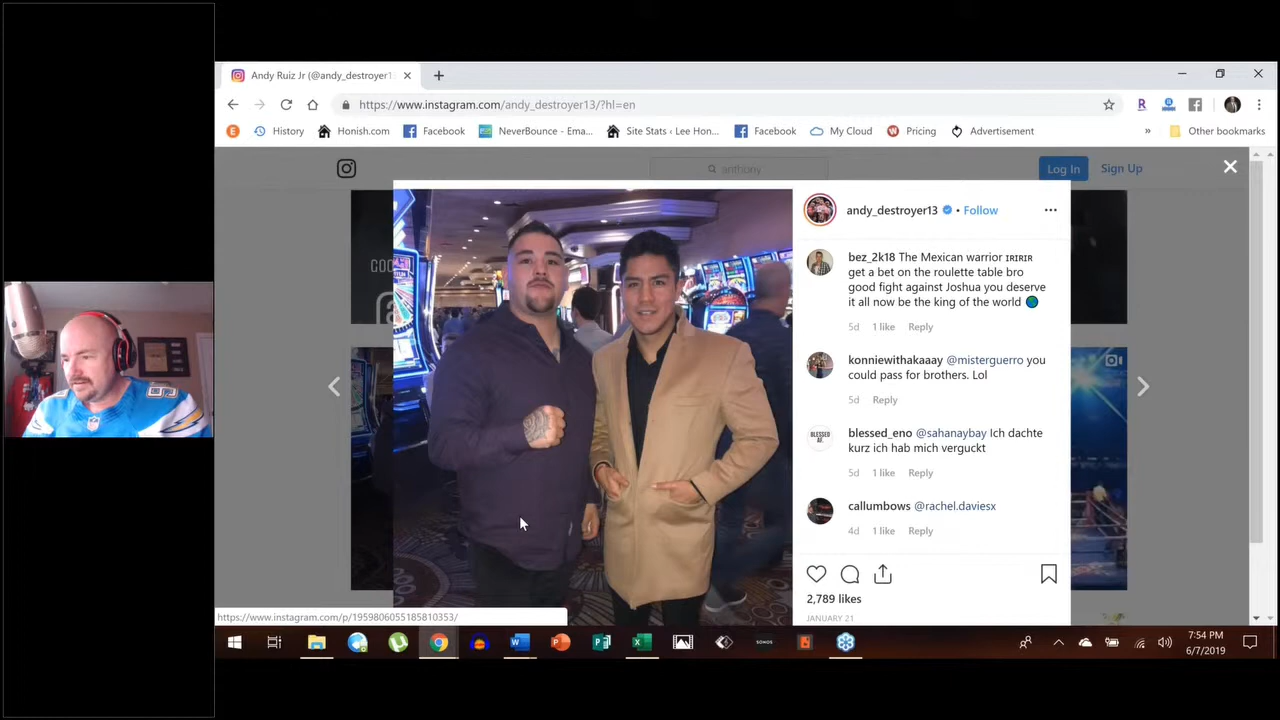 Andy Ruiz Jr (@andy_destroyer1
https://www.instagram.com/andy_destroyer13/?hl=en
History
Honish.com
Facebook
NeverBounce - Ema...
Site Stats ‹ Lee Hon...
Facebook
My Cloud
Pricing
Advertisement
»
Other bookmarks
anthony
Log In
Sign Up
andy_destroyer13 • Follow
bez_2k18 The Mexican warrior
get a bet on the roulette table bro
good fight against Joshua you deserve
it all now be the king of the world
5d 1 like Reply
konniewithakaaay @misterguerro you
could pass for brothers. Lol
5d Reply
BLESSED
AF.
blessed_eno @sahanaybay Ich dachte
kurz ich hab mich verguckt
5d 1 like Reply
callumbows @rachel.daviesx
4d 1 like Reply
2,789 likes
JANUARY 21
https://www.instagram.com/p/1959806055185810353/
SONOS
7:54 PM
6/7/2019